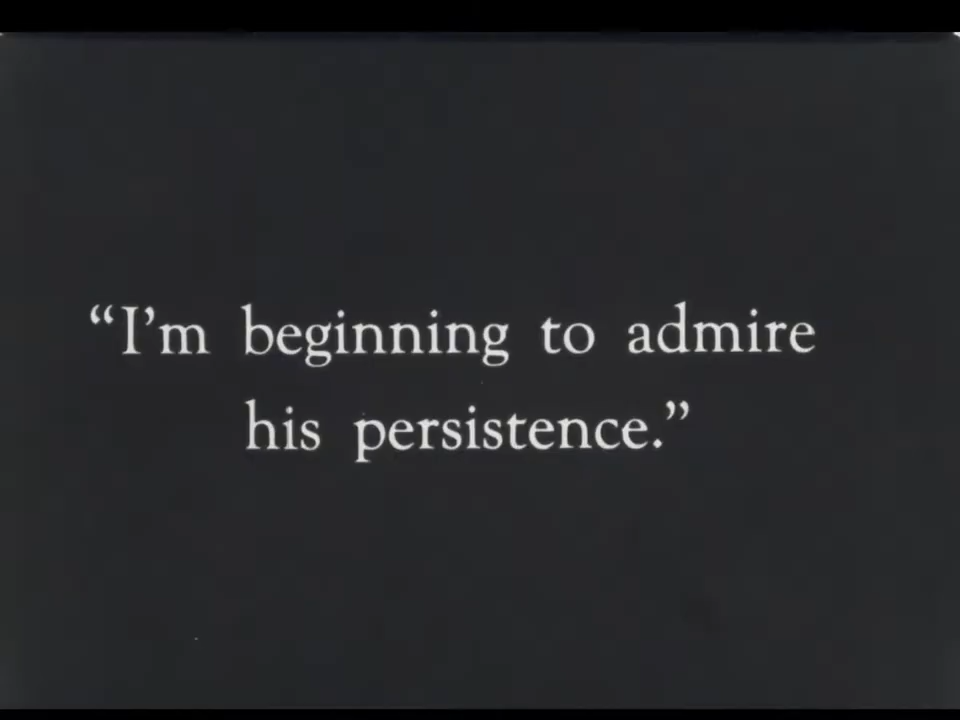 “I’m beginning to admire
his persistence.”